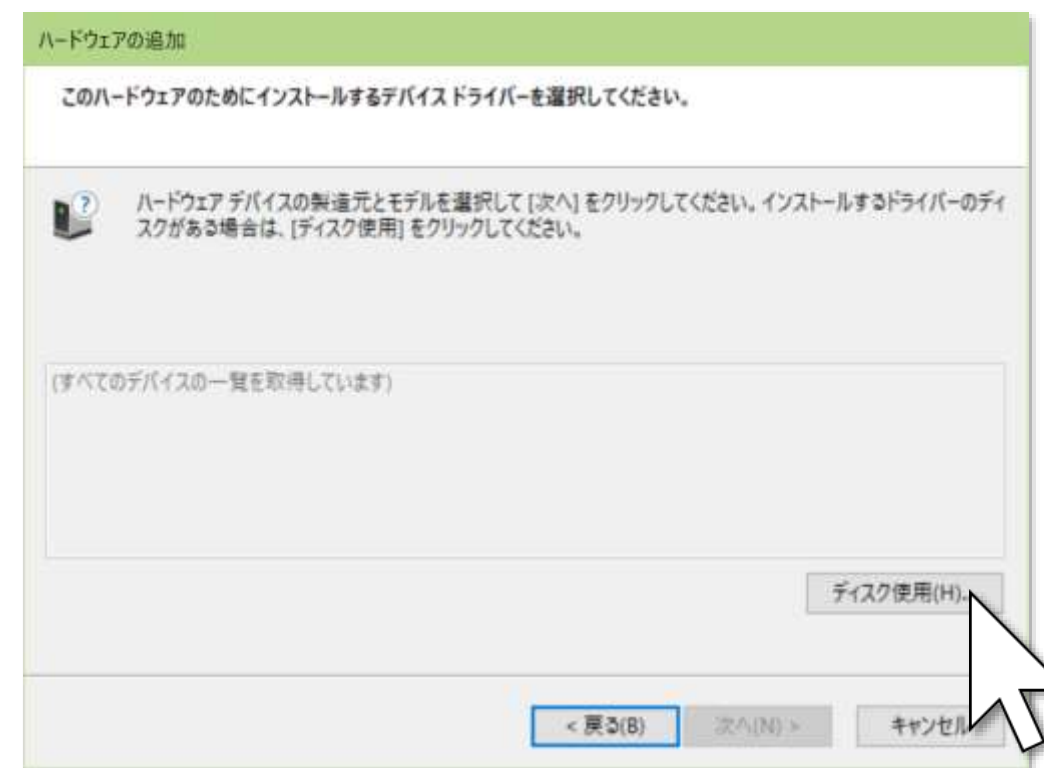 ハードウェアの追加
このハードウェアのためにインストールするデバイス ドライバーを選択してください。
ハードウェア デバイスの製造元とモデルを選択して [次へ] をクリックしてください。インストールするドライバーのディ
スクがある場合は、[ディスク使用] をクリックしてください。
(すべてのデバイスの一覧を取得しています)
ディスク使用(H)...
< 戻る(B)
次へ(N) >
キャンセル